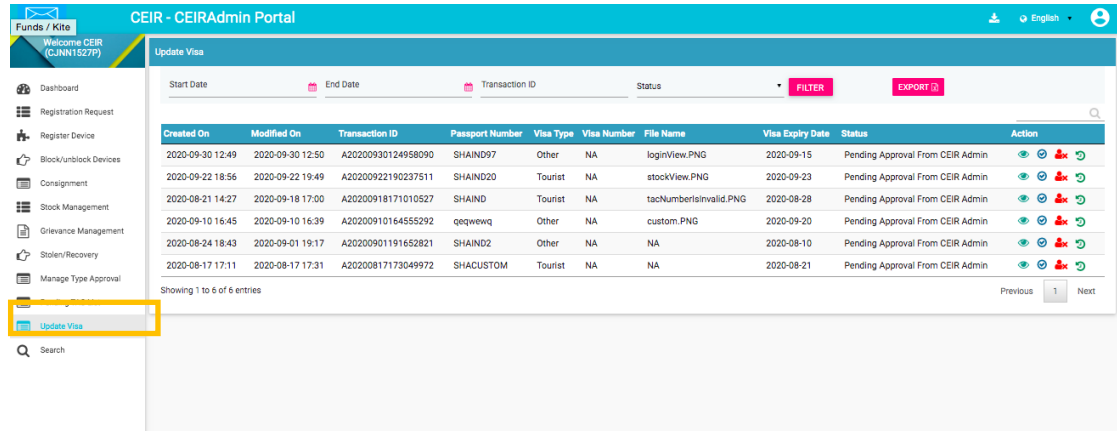 Funds / Kite
CEIR - CEIRAdmin Portal
English
Welcome CEIR
(CJNN1527P)
Update Visa
Dashboard
Registration Request
Register Device
Block/unblock Devices
Consignment
Stock Management
Grievance Management
Stolen/Recovery
Manage Type Approval
Update Visa
Search
Start Date End Date Transaction ID Status FILTER EXPORT
Created On Modified On Transaction ID Passport Number Visa Type Visa Number File Name Visa Expiry Date Status Action
2020-09-30 12:49 2020-09-30 12:50 A20200930124958090 SHAIND97 Other NA loginView.PNG 2020-09-15 Pending Approval From CEIR Admin
2020-09-22 18:56 2020-09-22 19:49 A20200922190237511 SHAIND20 Tourist NA stockView.PNG 2020-09-23 Pending Approval From CEIR Admin
2020-08-21 14:27 2020-09-18 17:00 A20200918171010527 SHAIND Tourist NA tacNumberIsInvalid.PNG 2020-08-28 Pending Approval From CEIR Admin
2020-09-10 16:45 2020-09-10 16:39 A20200910164555292 qeqwewq Other NA custom.PNG 2020-09-20 Pending Approval From CEIR Admin
2020-08-24 18:43 2020-09-01 19:17 A20200901191652821 SHAIND2 Other NA NA 2020-08-10 Pending Approval From CEIR Admin
2020-08-17 17:11 2020-08-17 17:31 A20200817173049972 SHACUSTOM Tourist NA NA 2020-08-21 Pending Approval From CEIR Admin
Showing 1 to 6 of 6 entries
Previous 1 Next